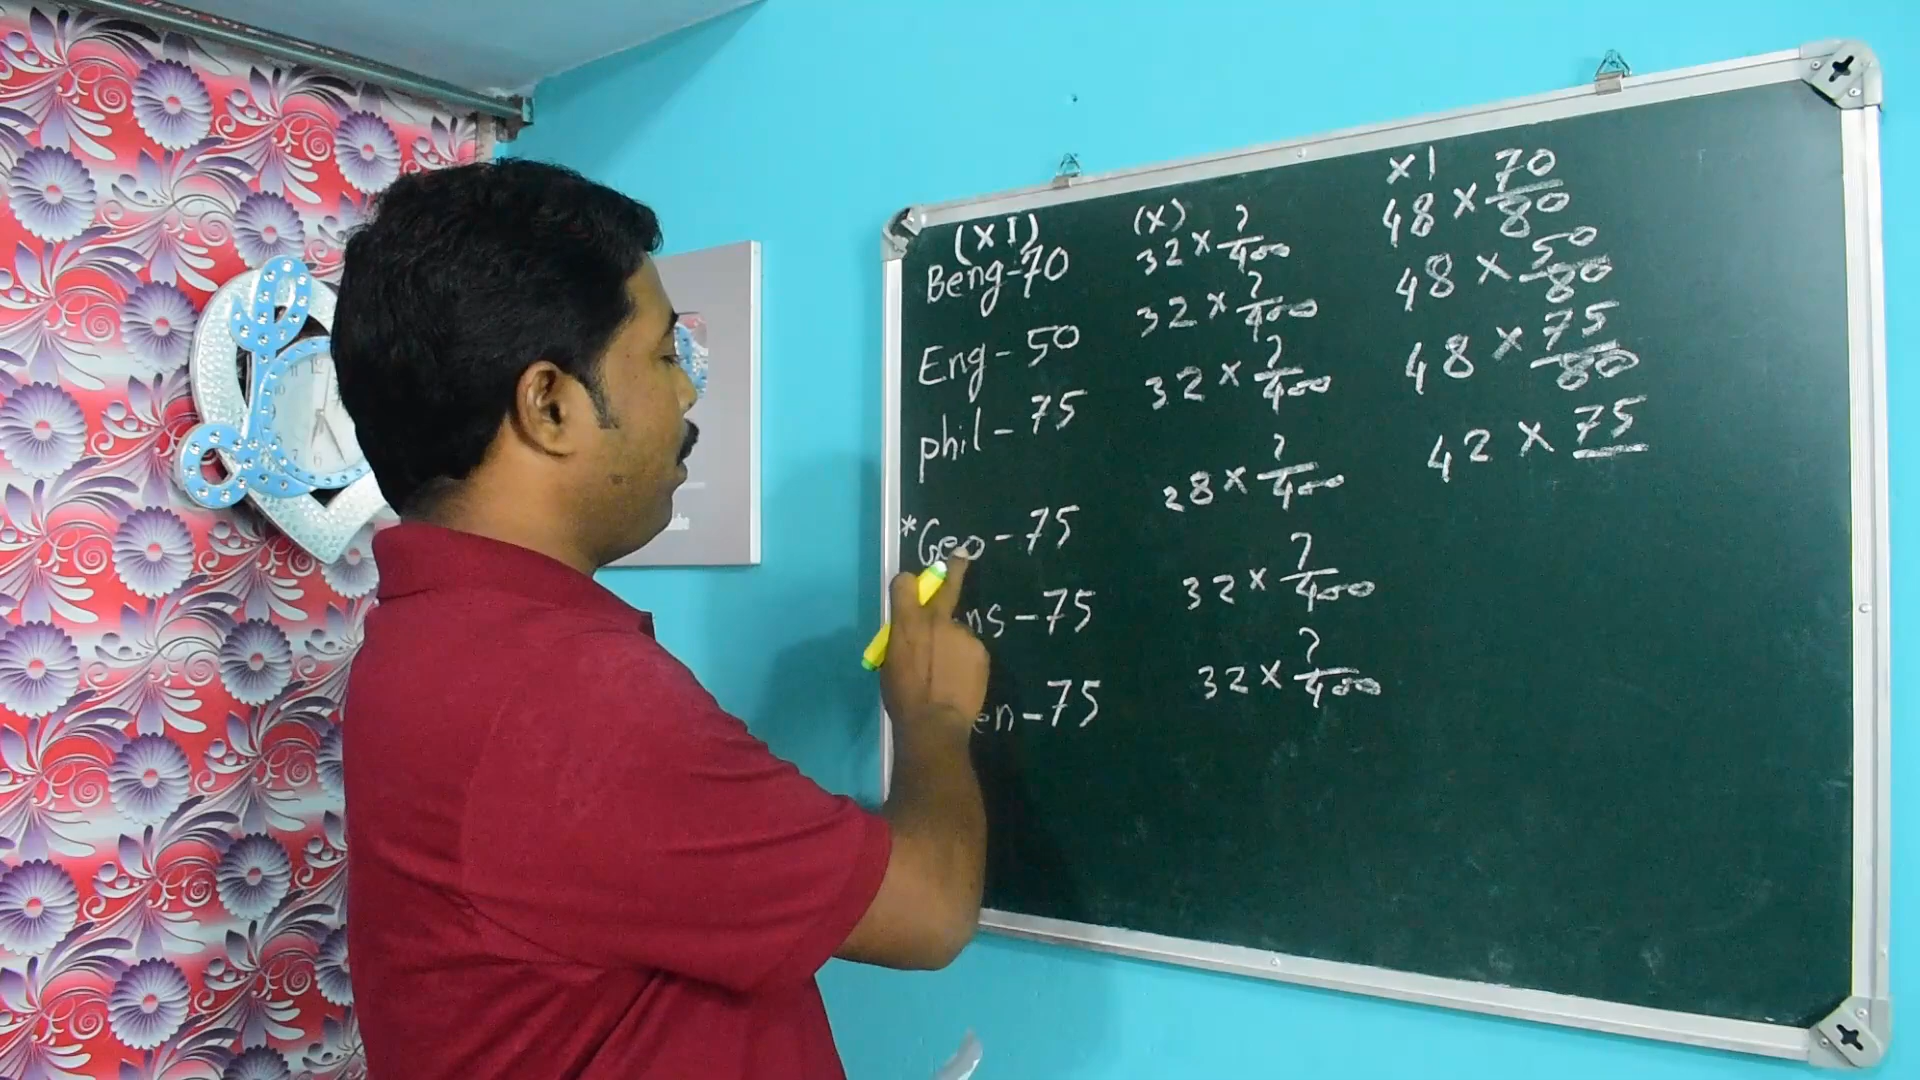 (XI) (X) XI
Beng-70 32 × ?/400 48 × 70/80
Eng-50 32 × ?/400 48 × 50/80
phil-75 32 × ?/400 48 × 75/80
*Geo-75 28 × ?/400 42 × 75
ns-75 32 × ?/400
en-75 32 × ?/400